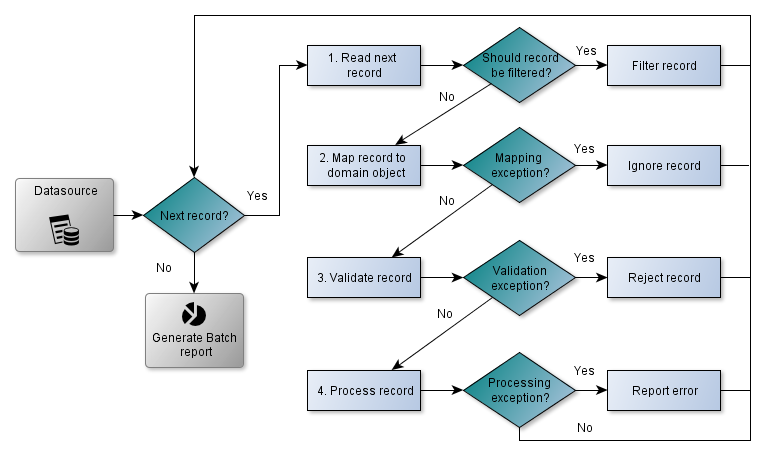 1. Read next
record
Should record
be filtered?
Yes
Filter record
No
2. Map record to
domain object
Mapping
exception?
Yes
Ignore record
Datasource
Next record?
Yes
No
No
3. Validate record
Validation
exception?
Yes
Reject record
Generate Batch
report
No
4. Process record
Processing
exception?
Yes
Report error
No